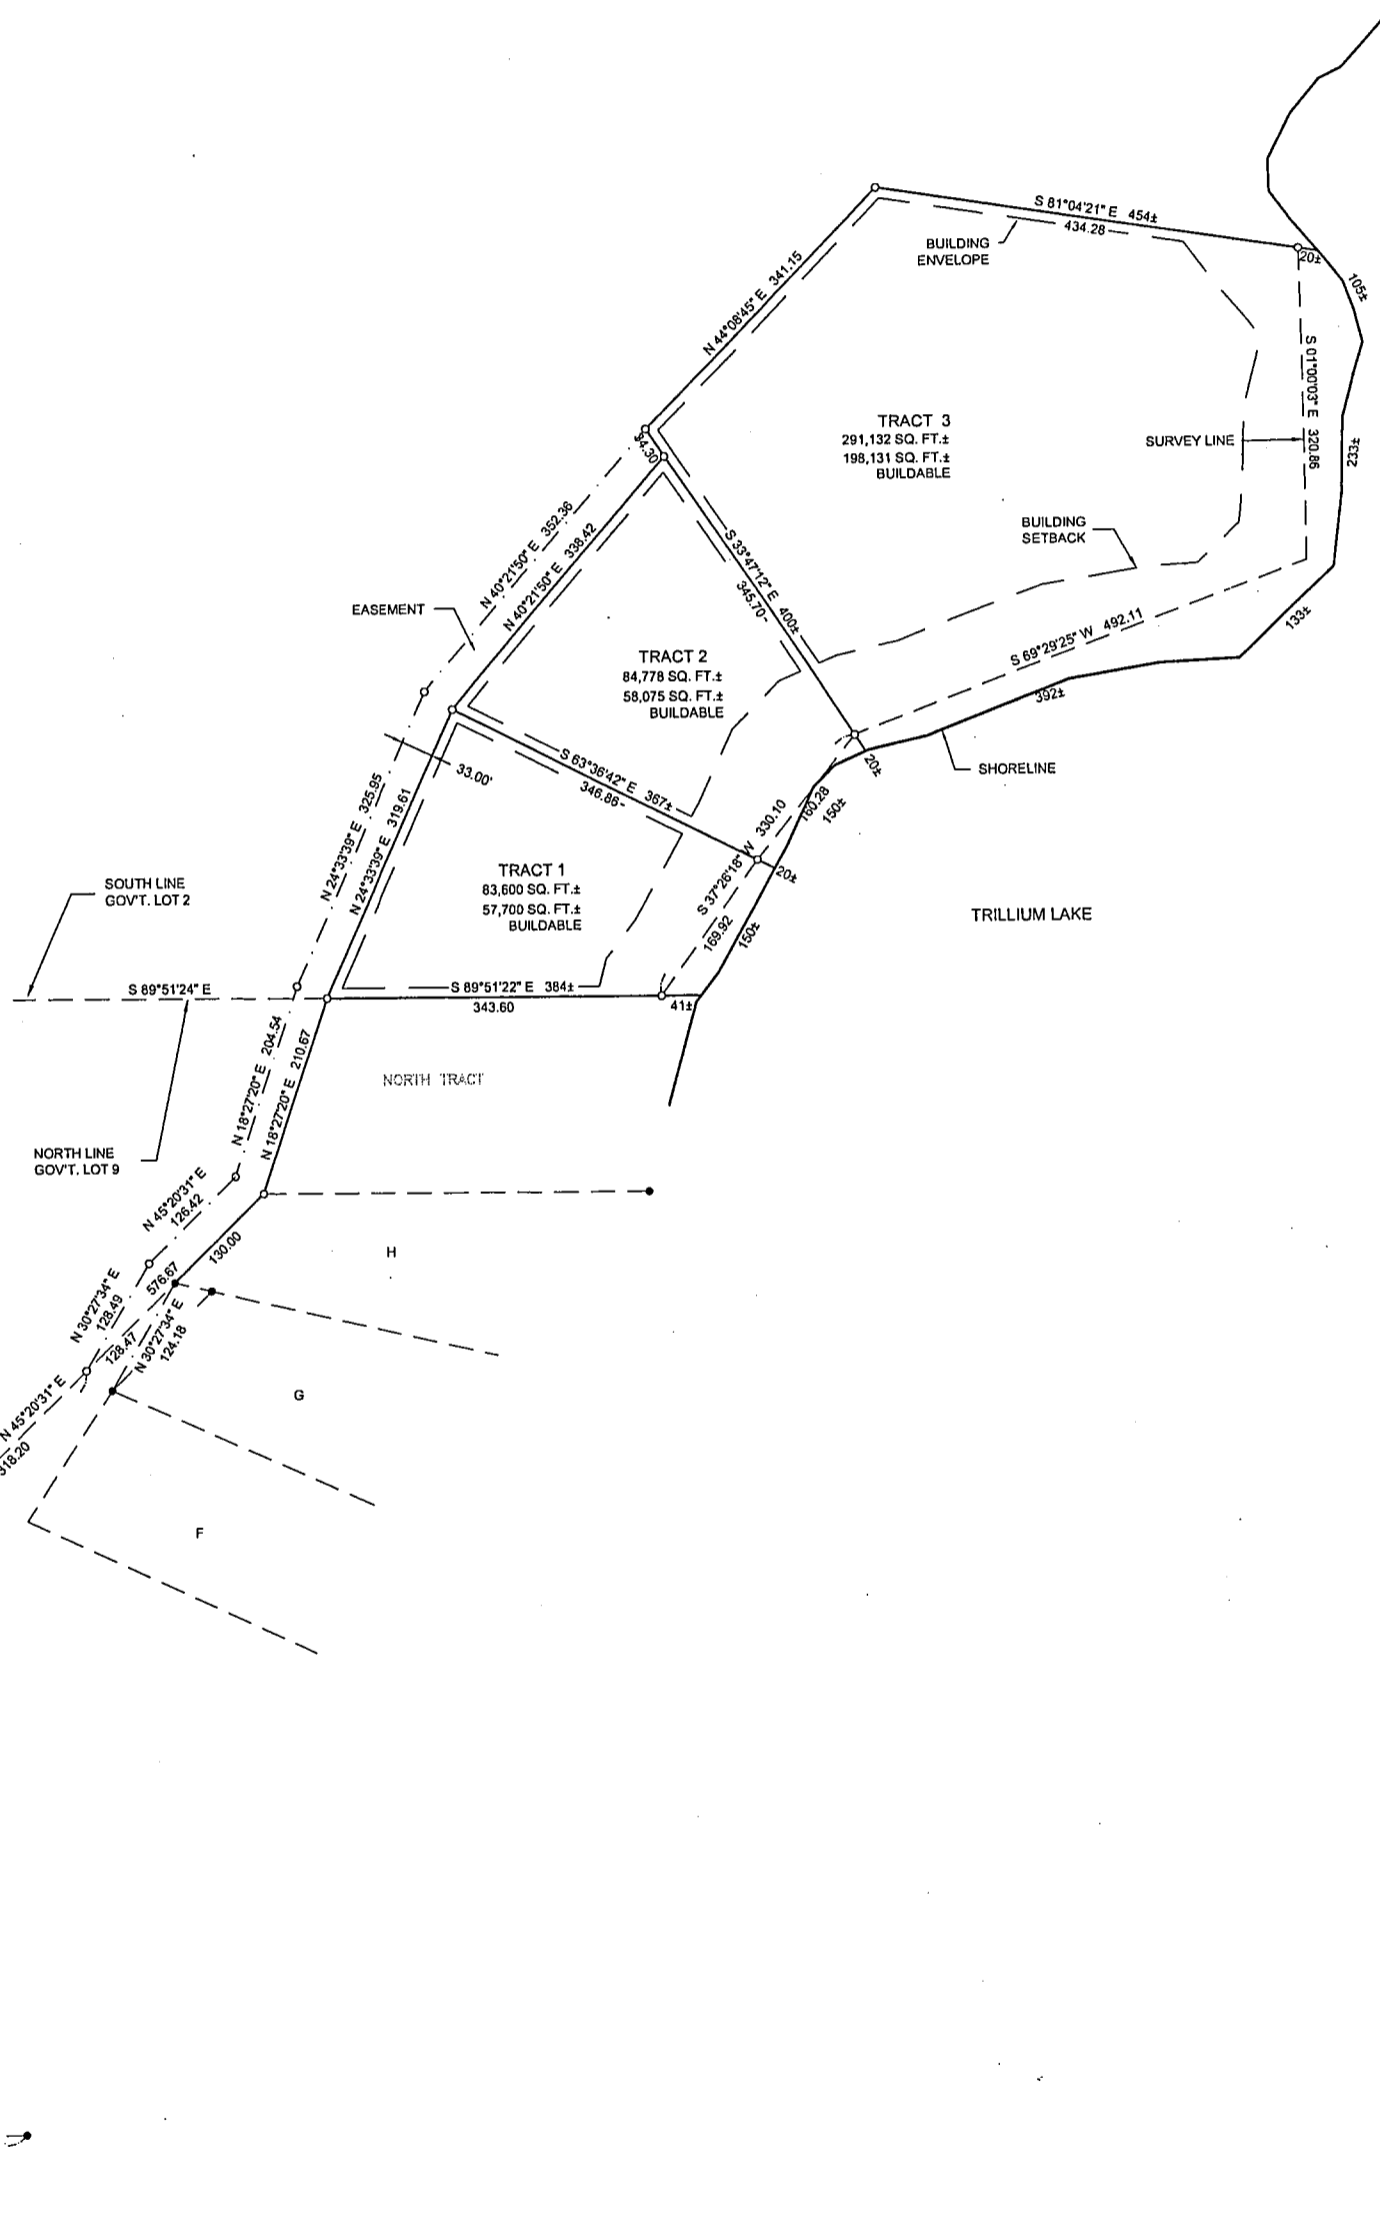 S 81°04'21" E 454±
434.28
BUILDING
ENVELOPE
20±
105±
N 44°08'45" E 341.15
S 01°00'03" E 320.86
TRACT 3
291,132 SQ. FT.±
198,131 SQ. FT.±
BUILDABLE
SURVEY LINE
233±
34.30
BUILDING
SETBACK
N 40°21'50" E 352.36
N 40°21'50" E 338.42
S 33°47'12" E 400±
345.70
EASEMENT
133±
S 69°29'25" W 492.11
TRACT 2
84,778 SQ. FT.±
58,075 SQ. FT.±
BUILDABLE
392±
20±
SHORELINE
33.00'
S 63°36'42" E 367±
346.86
160.28
150±
N 24°33'39" E 325.95
N 24°33'39" E 319.61
S 37°26'18" W 330.10
169.92
20±
TRACT 1
83,600 SQ. FT.±
57,700 SQ. FT.±
BUILDABLE
150±
SOUTH LINE
GOV'T. LOT 2
TRILLIUM LAKE
S 89°51'24" E
S 89°51'22" E 384±
343.60
41±
N 18°27'20" E 204.54
N 18°27'20" E 210.67
NORTH TRACT
NORTH LINE
GOV'T. LOT 9
N 45°20'31" E
126.42
130.00
H
576.67
N 30°27'34" E
128.49
128.47
N 30°27'34" E
124.18
G
N 45°20'31" E
318.20
F